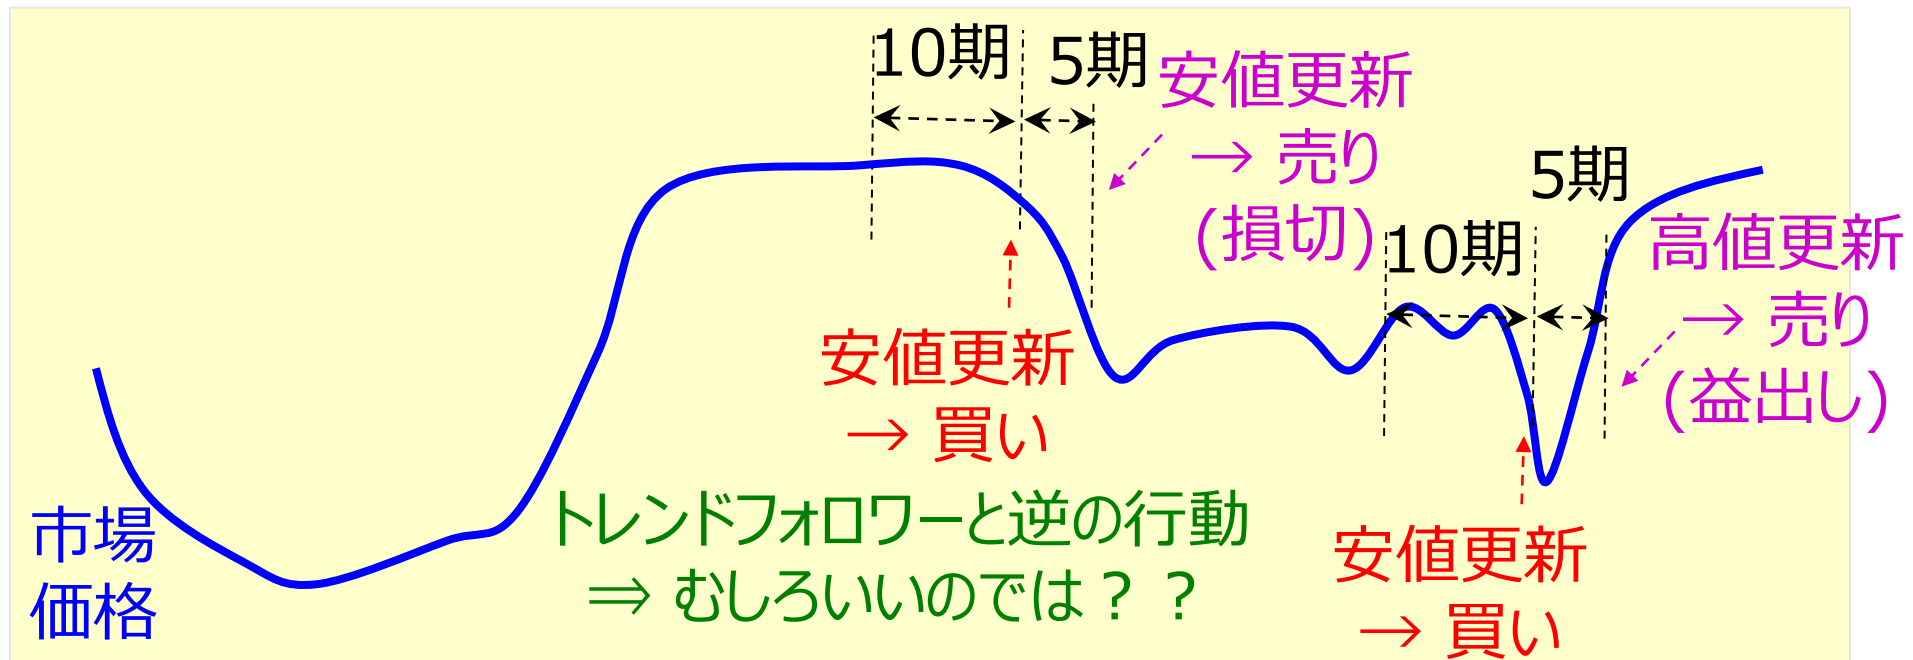 10期
5期
安値更新
→ 売り
(損切)
5期
10期
高値更新
→ 売り
(益出し)
安値更新
→ 買い
トレンドフォロワーと逆の行動
⇒ むしろいいのでは？？
市場
価格
安値更新
→ 買い